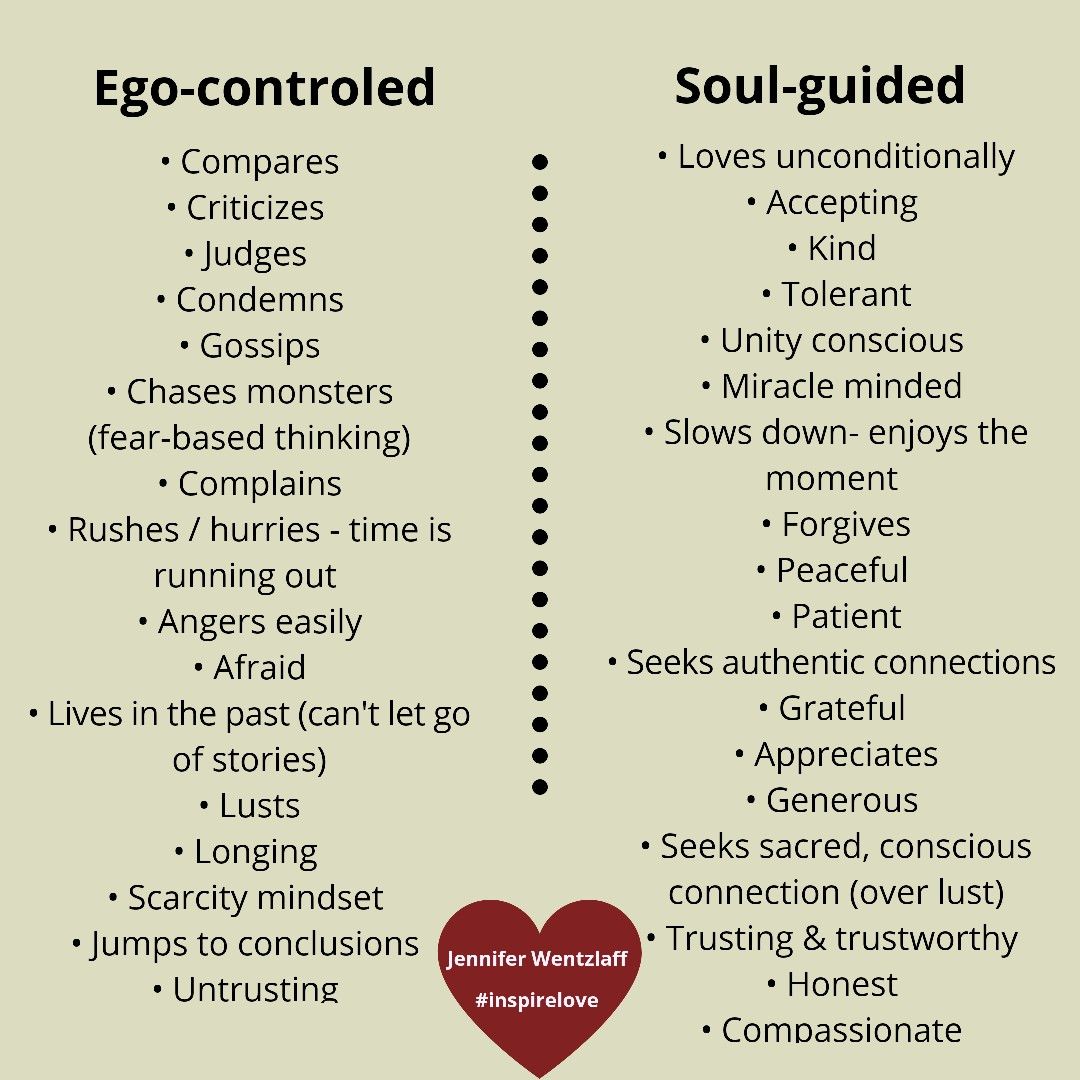 Ego-controled
• Compares
• Criticizes
• Judges
• Condemns
• Gossips
• Chases monsters
(fear-based thinking)
• Complains
• Rushes / hurries - time is
running out
• Angers easily
• Afraid
• Lives in the past (can't let go
of stories)
• Lusts
• Longing
• Scarcity mindset
• Jumps to conclusions
• Untrusting
Soul-guided
• Loves unconditionally
• Accepting
• Kind
• Tolerant
• Unity conscious
• Miracle minded
• Slows down- enjoys the
moment
• Forgives
• Peaceful
• Patient
• Seeks authentic connections
• Grateful
• Appreciates
• Generous
• Seeks sacred, conscious
connection (over lust)
• Trusting & trustworthy
• Honest
• Compassionate
Jennifer Wentzlaff
#inspirelove